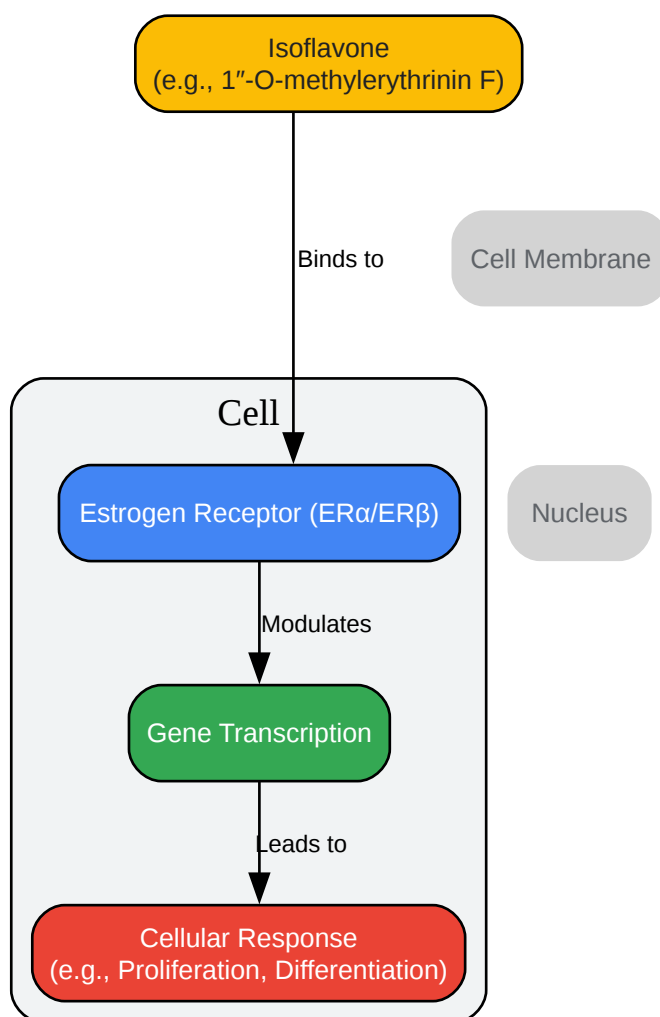 Isoflavone
(e.g., 1″-O-methylerythrinin F)
Binds to
Cell Membrane
Cell
Estrogen Receptor (ERα/ERβ)
Nucleus
Modulates
Gene Transcription
Leads to
Cellular Response
(e.g., Proliferation, Differentiation)